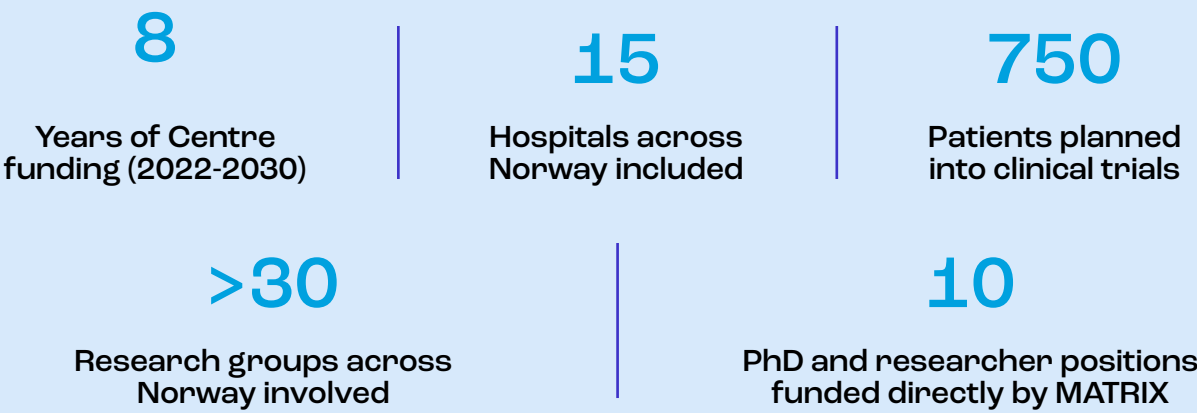 8
Years of Centre
funding (2022-2030)
15
Hospitals across
Norway included
750
Patients planned
into clinical trials
>30
Research groups across
Norway involved
10
PhD and researcher positions
funded directly by MATRIX